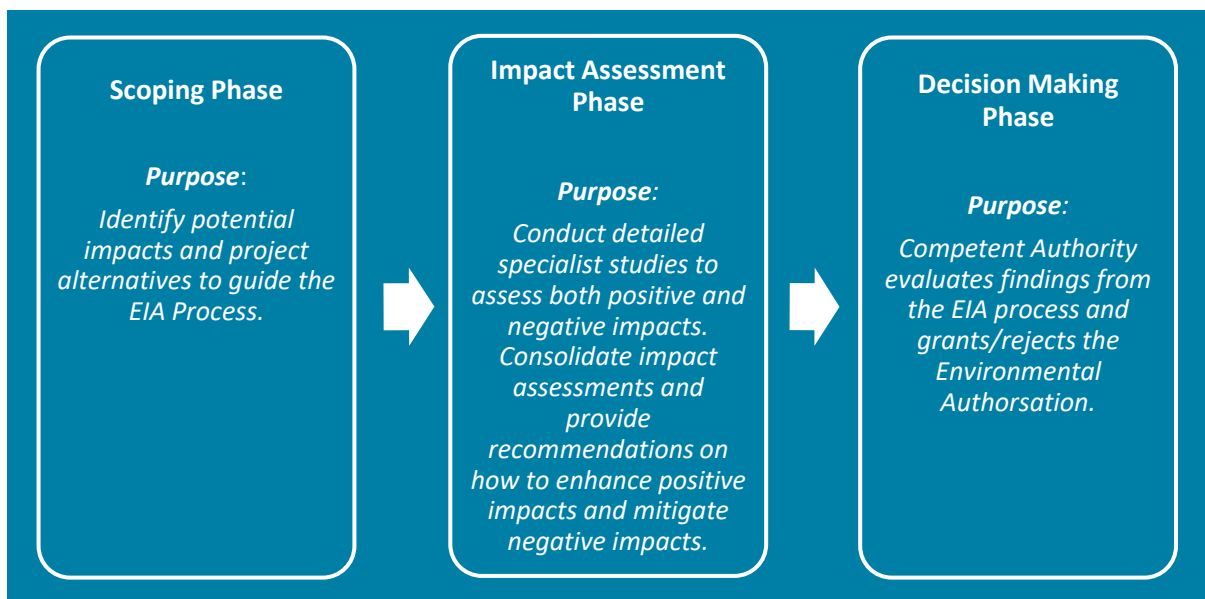 Scoping Phase
Purpose:
Identify potential
impacts and project
alternatives to guide the
EIA Process.
Impact Assessment
Phase
Purpose:
Conduct detailed
specialist studies to
assess both positive and
negative impacts.
Consolidate impact
assessments and
provide
recommendations on
how to enhance positive
impacts and mitigate
negative impacts.
Decision Making
Phase
Purpose:
Competent Authority
evaluates findings from
the EIA process and
grants/rejects the
Environmental
Authorsation.